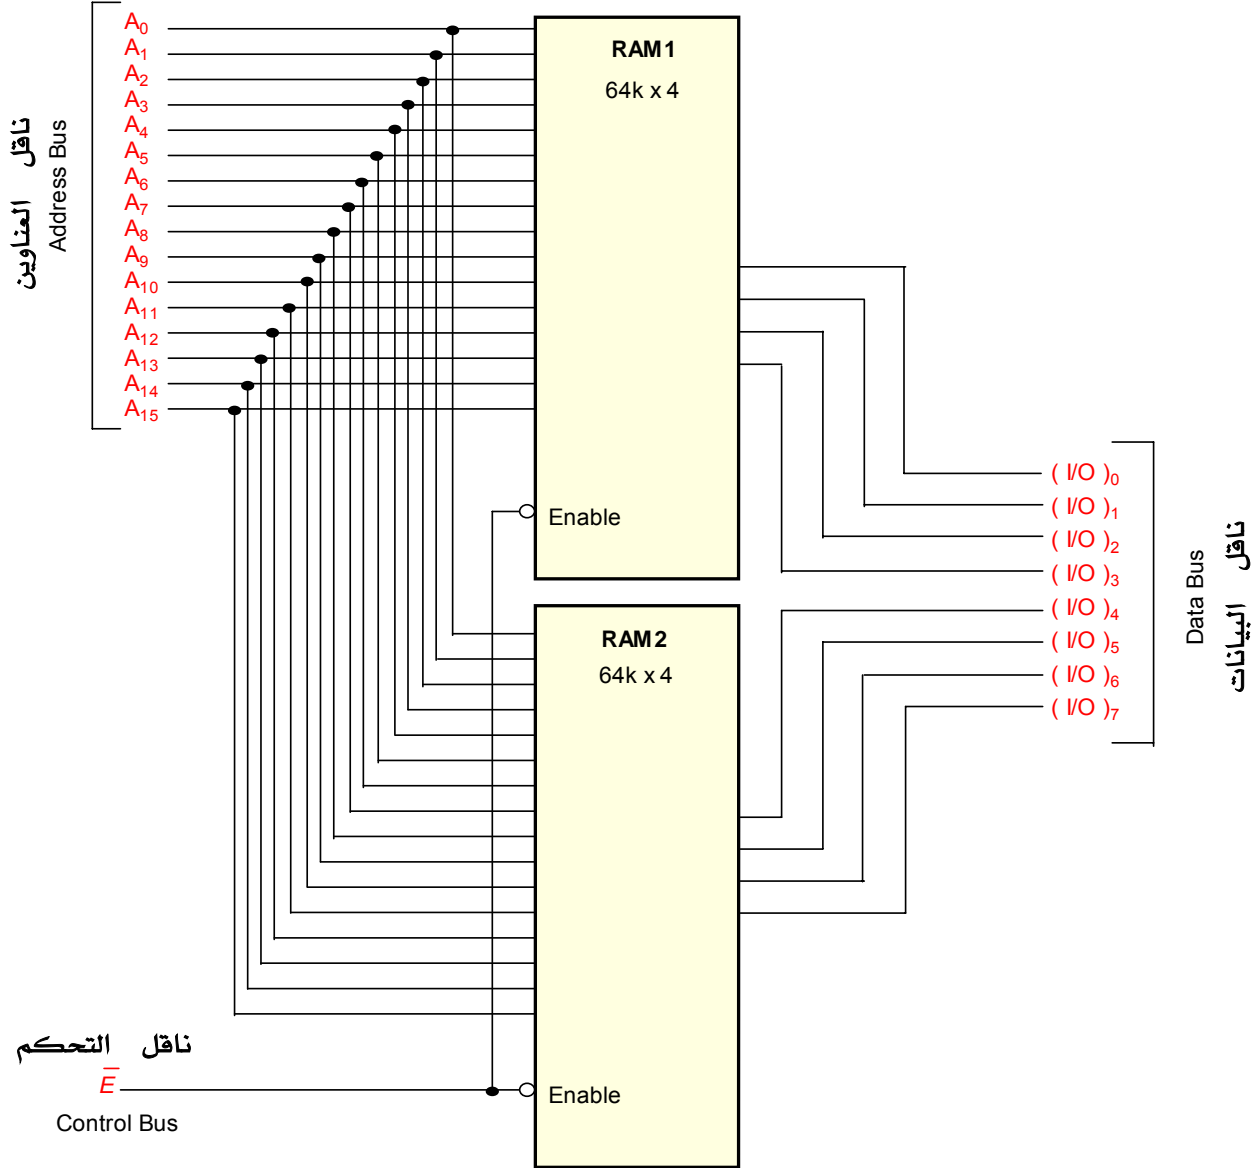 ناقل العناوين
Address Bus
A0
A1
A2
A3
A4
A5
A6
A7
A8
A9
A10
A11
A12
A13
A14
A15
RAM1
64k x 4
Enable
RAM2
64k x 4
Enable
( I/O )0
( I/O )1
( I/O )2
( I/O )3
( I/O )4
( I/O )5
( I/O )6
( I/O )7
Data Bus
ناقل البيانات
ناقل التحكم
E̅
Control Bus